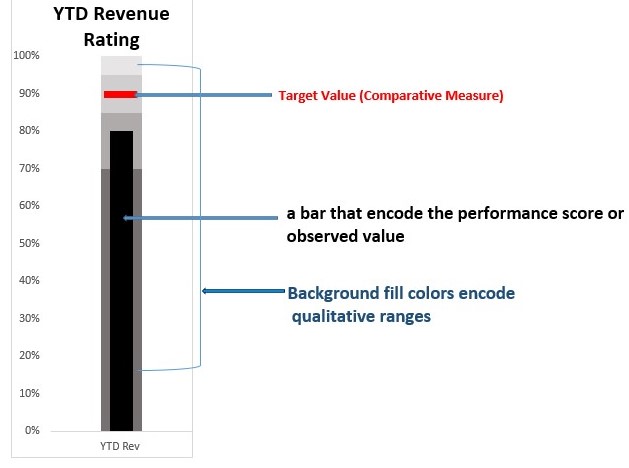 YTD Revenue
Rating
100%
90%
Target Value (Comparative Measure)
80%
70%
60%
a bar that encode the performance score or
observed value
50%
40%
Background fill colors encode
qualitative ranges
30%
20%
10%
0%
YTD Rev